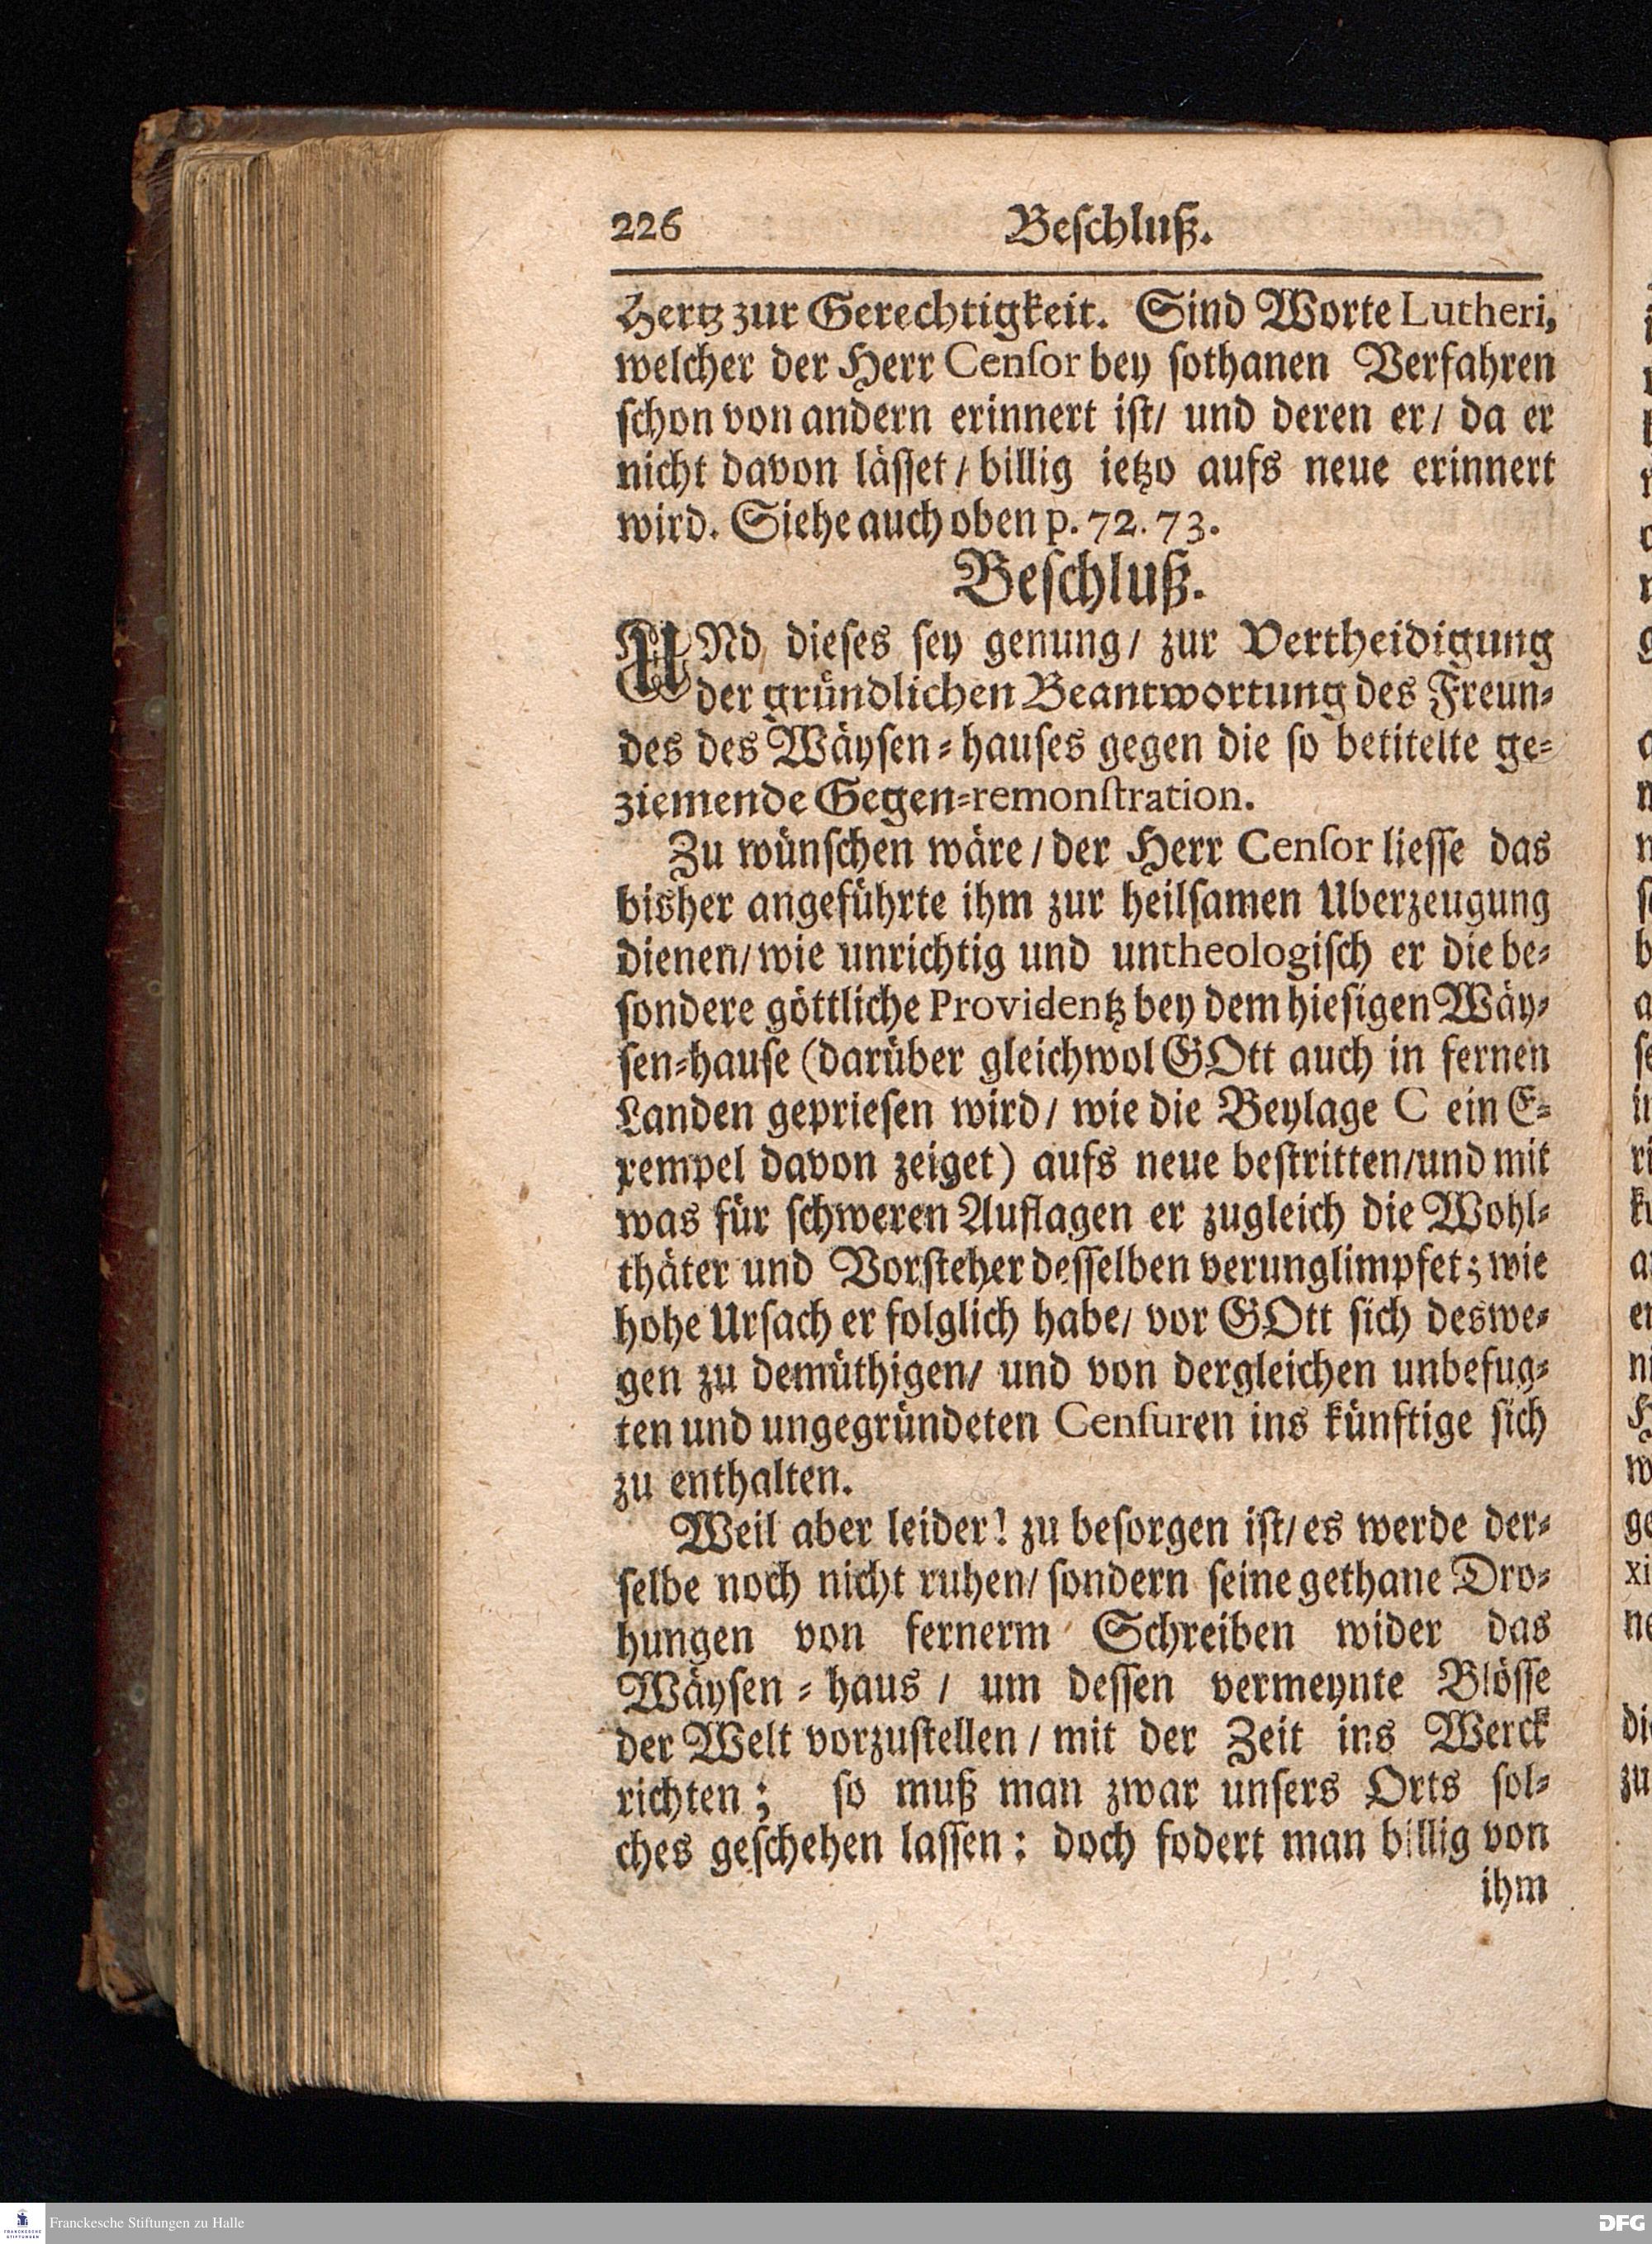 226 Beſchluß.
Hertz zur Gerechtigkeit. Sind Worte Lutheri,
welcher der Herr Cenſor bey ſothanen Verfahren
ſchon von andern erinnert iſt/ und deren er/ da er
nicht davon läſſet/ billig ietzo aufs neue erinnert
wird. Siehe auch oben p. 72. 73.
Beſchluß.
UNd dieſes ſey genung/ zur Vertheidigung
der gründlichen Beantwortung des Freun⸗
des des Wäyſen⸗hauſes gegen die ſo betitelte ge⸗
ziemende Gegen⸗remonſtration.
Zu wünſchen wäre/ der Herr Cenſor lieſſe das
bisher angeführte ihm zur heilſamen Uberzeugung
dienen/ wie unrichtig und untheologiſch er die be⸗
ſondere göttliche Providentz bey dem hieſigen Wäy⸗
ſen⸗hauſe (darüber gleichwol GOtt auch in fernen
Landen geprieſen wird/ wie die Beylage C ein E⸗
xempel davon zeiget) aufs neue beſtritten/und mit
was für ſchweren Auflagen er zugleich die Wohl⸗
thäter und Vorſteher deſſelben verunglimpfet; wie
hohe Urſach er folglich habe/ vor GOtt ſich deswe⸗
gen zu demüthigen/ und von dergleichen unbefug⸗
ten und ungegründeten Cenſuren ins künftige ſich
zu enthalten.
Weil aber leider! zu beſorgen iſt/ es werde der⸗
ſelbe noch nicht ruhen/ ſondern ſeine gethane Dro⸗
hungen von fernerm Schreiben wider das
Wäyſen⸗haus / um deſſen vermeynte Blöſſe
der Welt vorzuſtellen / mit der Zeit ins Werck
richten; ſo muß man zwar unſers Orts ſol⸗
ches geſchehen laſſen: doch fodert man billig von
ihm
Franckesche Stiftungen zu Halle
DFG